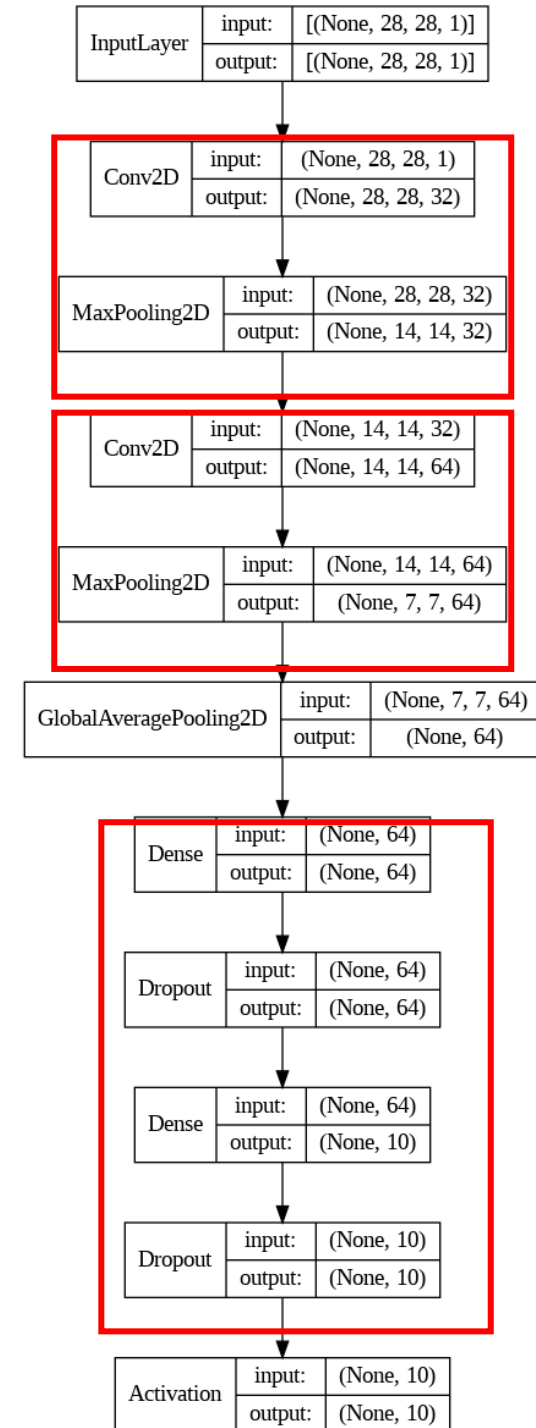 InputLayer input: [(None, 28, 28, 1)]
output: [(None, 28, 28, 1)]
Conv2D input: (None, 28, 28, 1)
output: (None, 28, 28, 32)
MaxPooling2D input: (None, 28, 28, 32)
output: (None, 14, 14, 32)
Conv2D input: (None, 14, 14, 32)
output: (None, 14, 14, 64)
MaxPooling2D input: (None, 14, 14, 64)
output: (None, 7, 7, 64)
GlobalAveragePooling2D input: (None, 7, 7, 64)
output: (None, 64)
Dense input: (None, 64)
output: (None, 64)
Dropout input: (None, 64)
output: (None, 64)
Dense input: (None, 64)
output: (None, 10)
Dropout input: (None, 10)
output: (None, 10)
Activation input: (None, 10)
output: (None, 10)